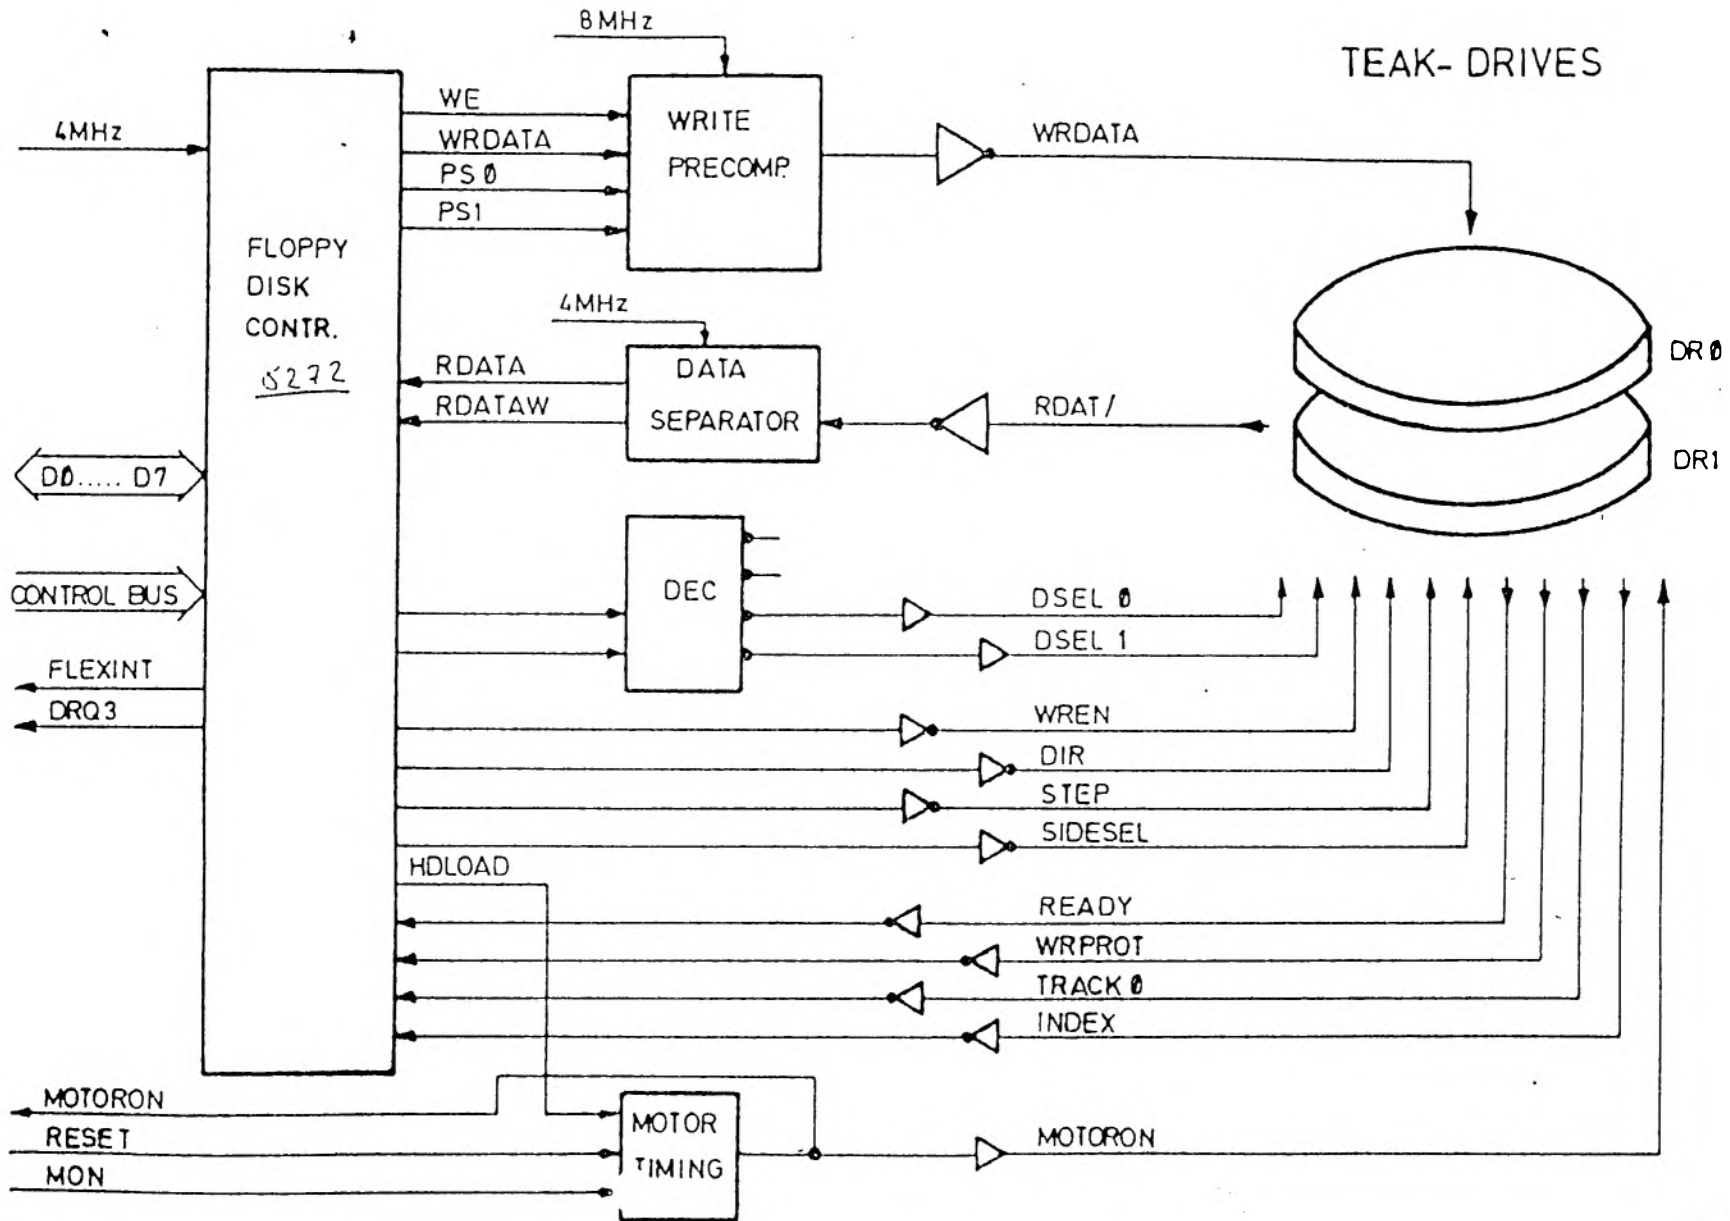 8MHz
TEAK- DRIVES
4MHz
WE
WRDATA
PS0
PS1
WRITE
PRECOMP.
WRDATA
FLOPPY
DISK
CONTR.
8272
4MHz
RDATA
RDATAW
DATA
SEPARATOR
RDAT/
DR0
DR1
D0..... D7
CONTROL BUS
DEC
DSEL 0
DSEL 1
FLEXINT
DRQ3
WREN
DIR
STEP
SIDESEL
HDLOAD
READY
WRPROT
TRACK 0
INDEX
MOTORON
RESET
MON
MOTOR
TIMING
MOTORON